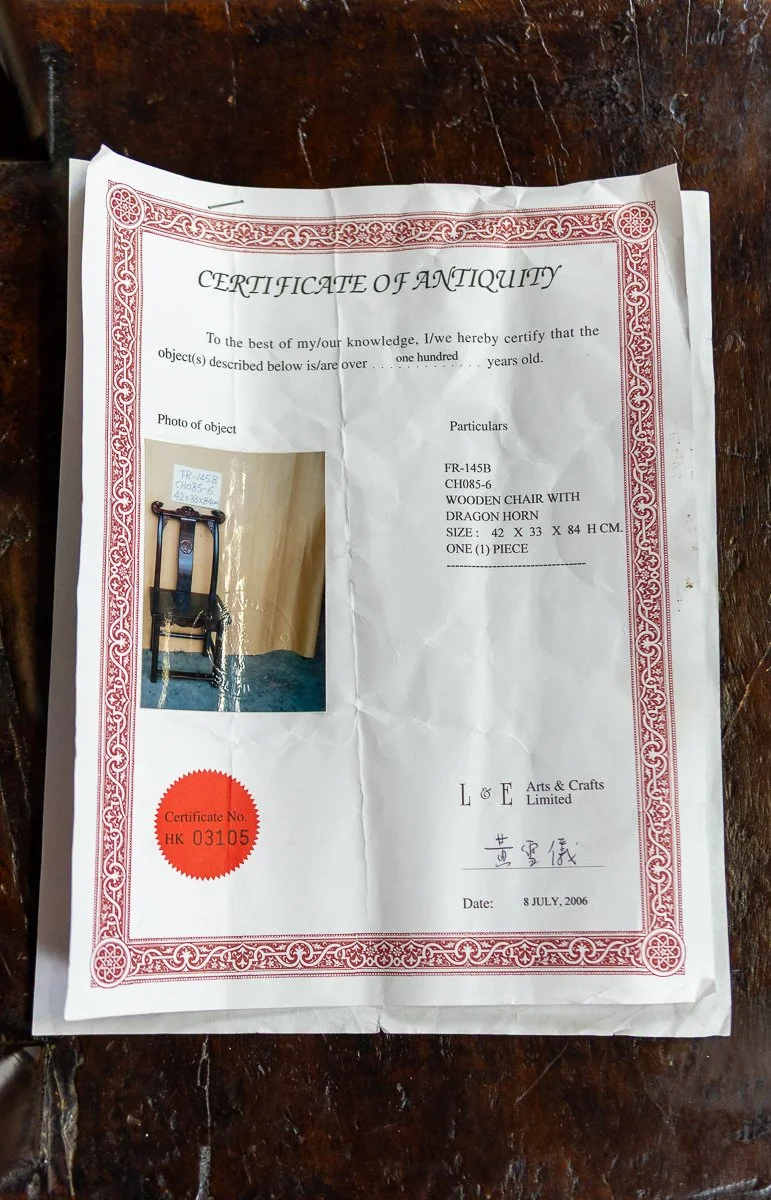 CERTIFICATE OF ANTIQUITY
To the best of my/our knowledge, I/we hereby certify that the
object(s) described below is/are over . . . one hundred . . . years old.
Photo of object
Particulars
FR-145B
CH085-6
42x33x84cm
FR-145B
CH085-6
WOODEN CHAIR WITH
DRAGON HORN
SIZE : 42 X 33 X 84 H CM.
ONE (1) PIECE
L & E Arts & Crafts
Limited
Certificate No.
HK 03105
黄雪儀
Date: 8 JULY, 2006